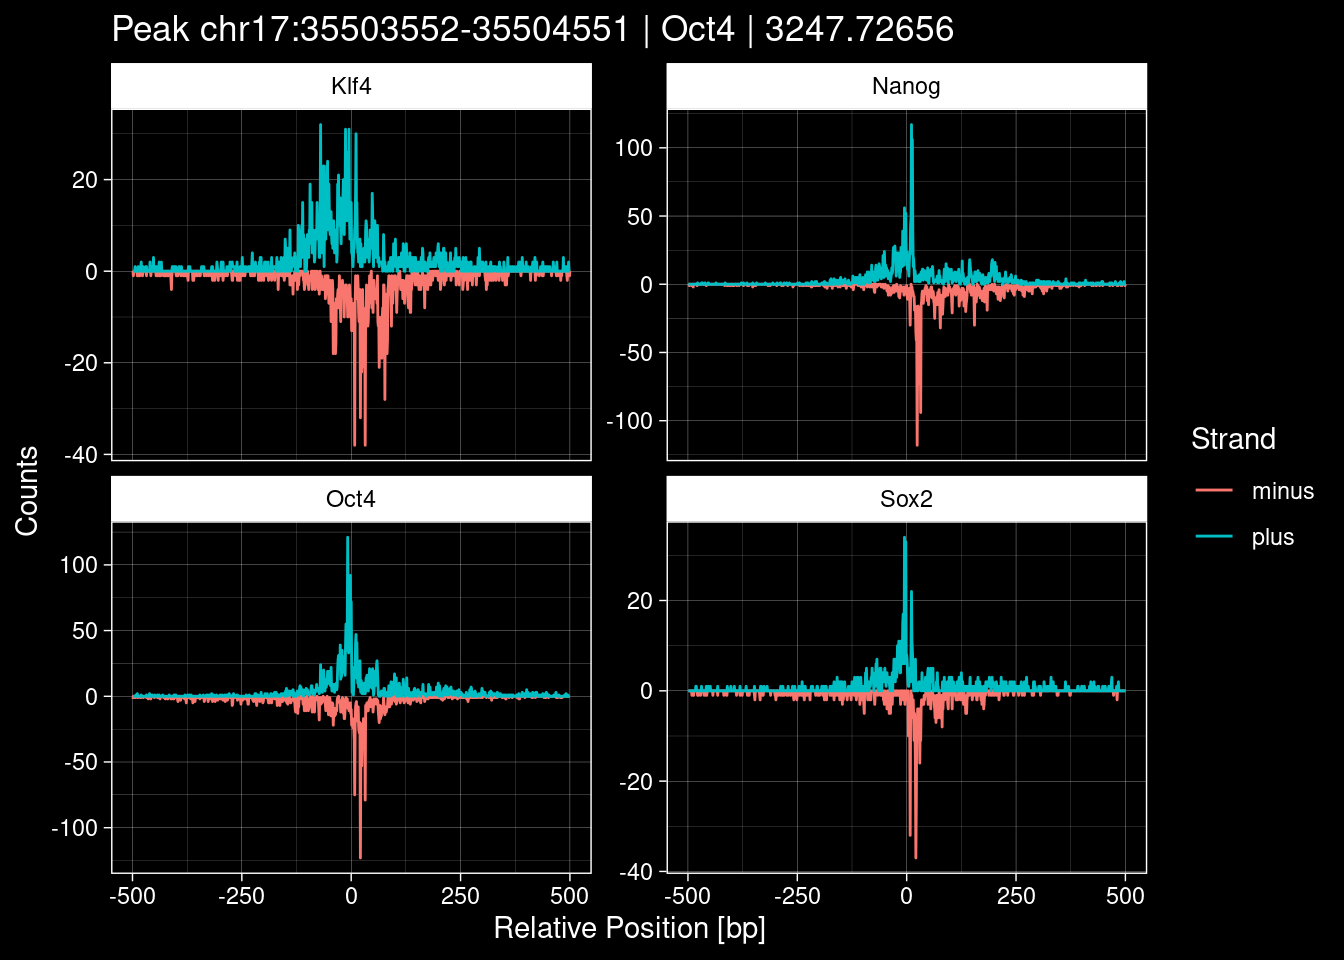 Peak chr17:35503552-35504551 | Oct4 | 3247.72656
Klf4
20
0
-20
-40
Nanog
100
50
0
-50
-100
Counts
Oct4
100
50
0
-50
-100
-500 -250 0 250 500
Sox2
20
0
-20
-40
-500 -250 0 250 500
Relative Position [bp]
Strand
minus
plus